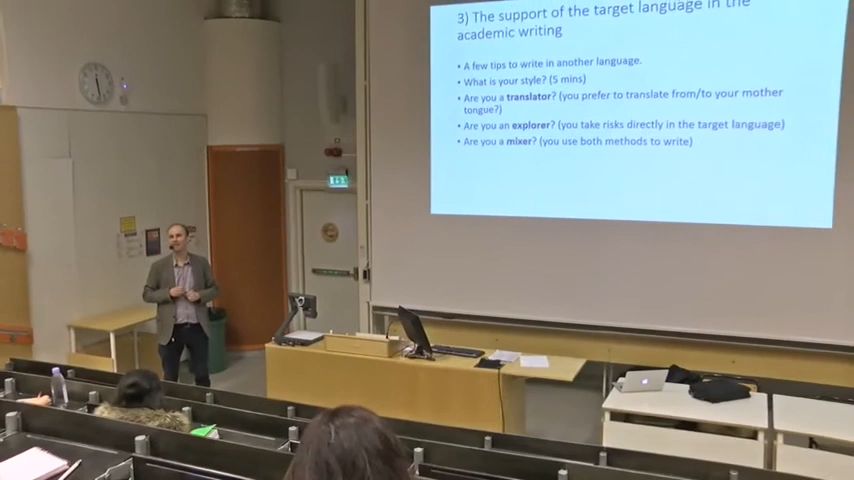 3) The support of the target language in the
academic writing
• A few tips to write in another language.
• What is your style? (5 mins)
• Are you a translator? (you prefer to translate from/to your mother
tongue?)
• Are you an explorer? (you take risks directly in the target language)
• Are you a mixer? (you use both methods to write)